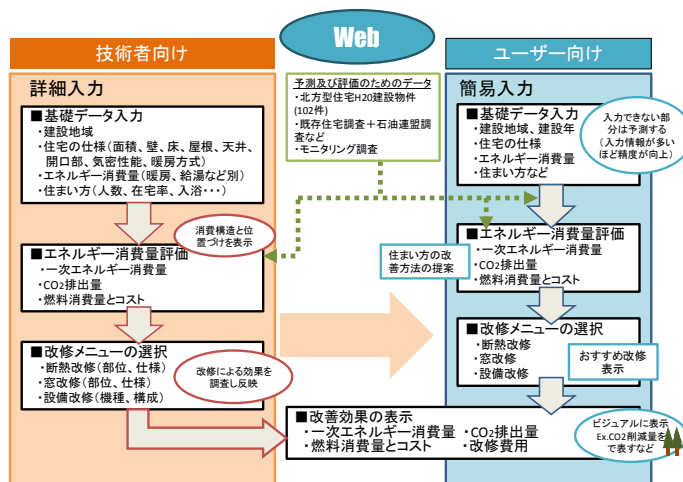 Web
技術者向け
ユーザー向け
詳細入力
■基礎データ入力
・建設地域
・住宅の仕様(面積、壁、床、屋根、天井、
開口部、気密性能、暖房方式)
・エネルギー消費量(暖房、給湯など別)
・住まい方(人数、在宅率、入浴・・・)
消費構造と位
置づけを表示
■エネルギー消費量評価
・一次エネルギー消費量
・CO2排出量
・燃料消費量とコスト
■改修メニューの選択
・断熱改修(部位、仕様)
・窓改修(部位、仕様)
・設備改修(機種、構成)
改修による効果を
調査し反映
予測及び評価のためのデータ
・北方型住宅H20建設物件
(102件)
・既存住宅調査+石油連盟調
査など
・モニタリング調査
簡易入力
■基礎データ入力
・建設地域、建設年
・住宅の仕様
・エネルギー消費量
・住まい方など
入力できない部
分は予測する
(入力情報が多い
ほど精度が向上)
住まい方の改
善方法の提案
■エネルギー消費量評価
・一次エネルギー消費量
・CO2排出量
・燃料消費量とコスト
■改修メニューの選択
・断熱改修
・窓改修
・設備改修
おすすめ改修
表示
■改善効果の表示
・一次エネルギー消費量 ・CO2排出量
・燃料消費量とコスト ・改修費用
ビジュアルに表示
Ex.CO2削減量を
で表すなど